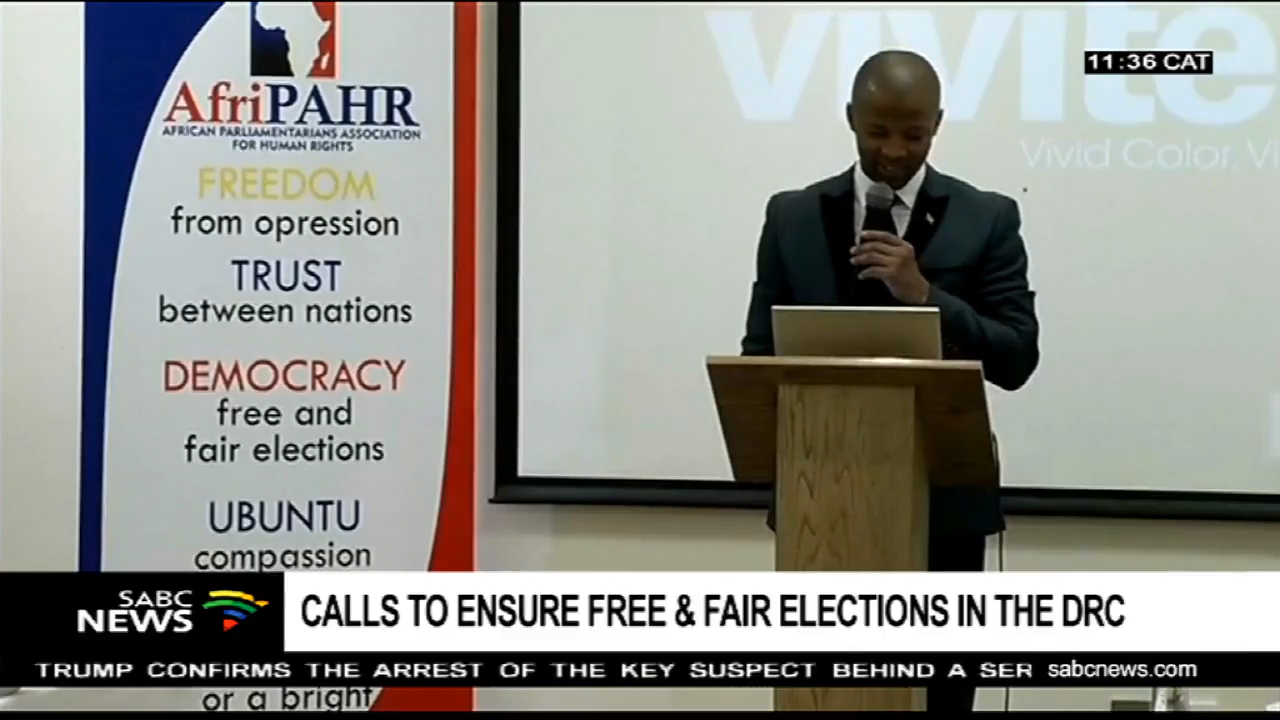 AfriPAHR
AFRICAN PARLIAMENTARIANS ASSOCIATION
FOR HUMAN RIGHTS
FREEDOM
from opression
TRUST
between nations
DEMOCRACY
free and
fair elections
UBUNTU
compassion
or a bright
vivite
Vivid Color, Vi
11:36 CAT
SABC
NEWS
CALLS TO ENSURE FREE & FAIR ELECTIONS IN THE DRC
TRUMP CONFIRMS THE ARREST OF THE KEY SUSPECT BEHIND A SER
sabcnews.com